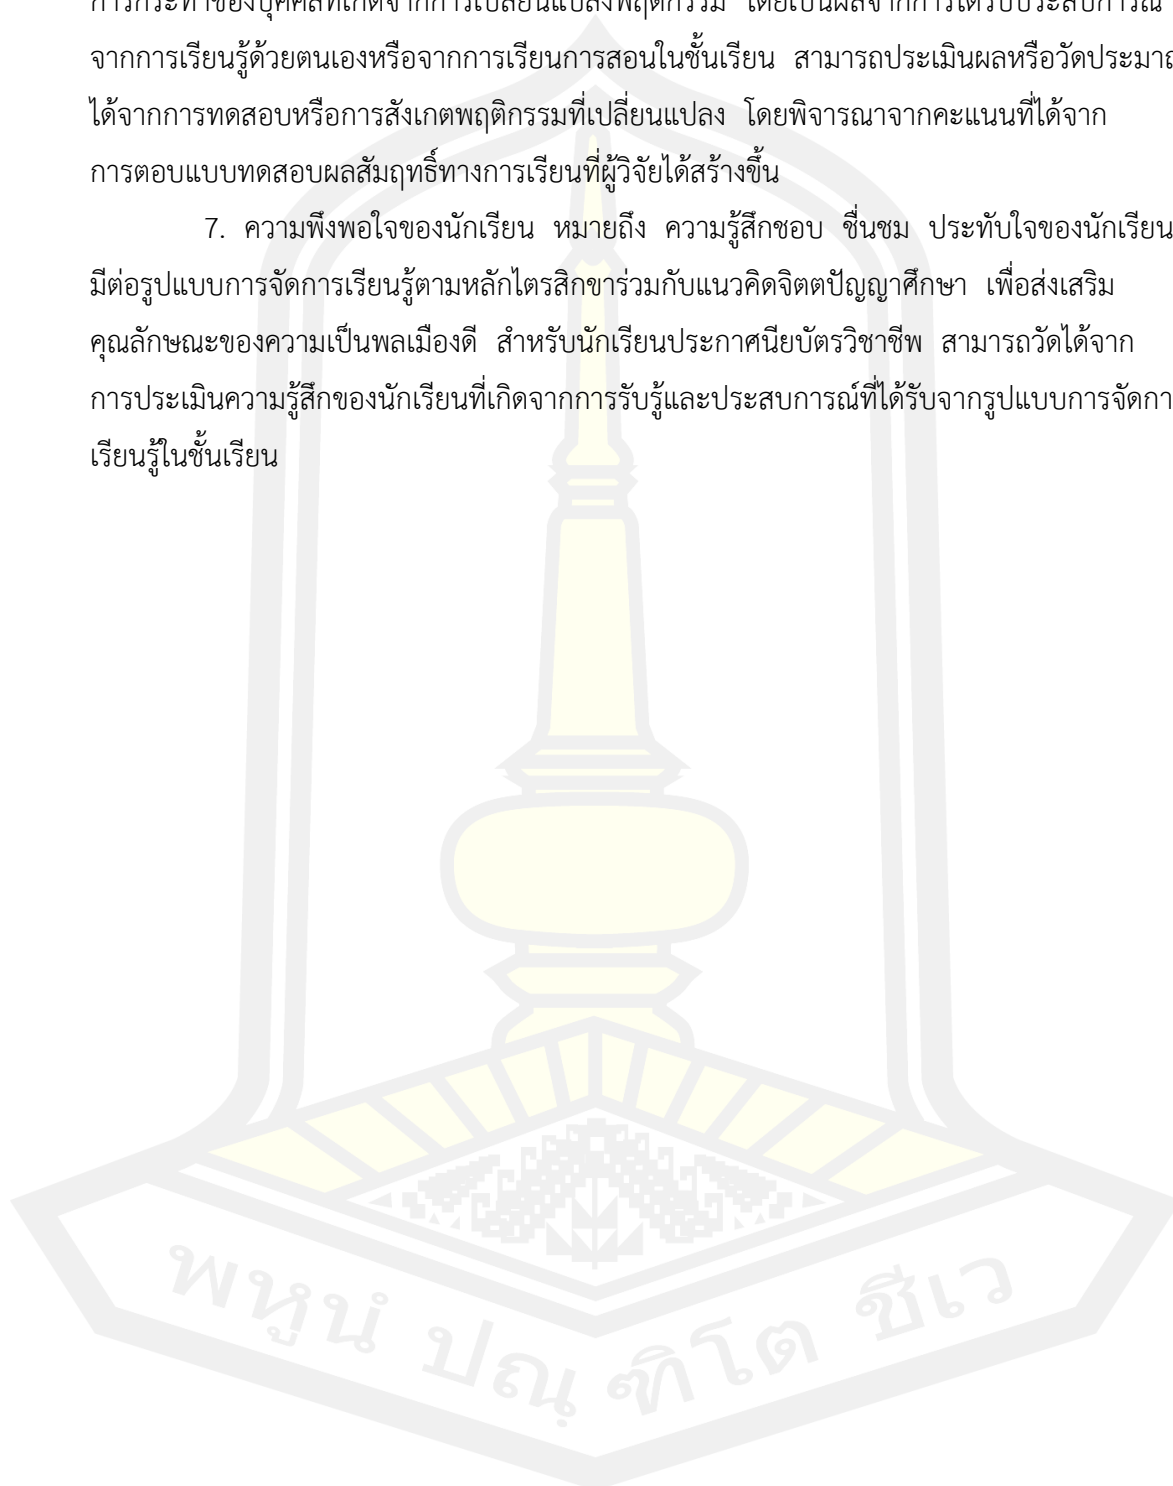 การกระทำของบุคคลที่เกิดจากการเปลี่ยนแปลงพฤติกรรม โดยเป็นผลจากการได้รับประสบการณ์
จากการเรียนรู้ด้วยตนเองหรือจากการเรียนการสอนในชั้นเรียน สามารถประเมินผลหรือวัดประมาณ
ได้จากการทดสอบหรือการสังเกตพฤติกรรมที่เปลี่ยนแปลง โดยพิจารณาจากคะแนนที่ได้จาก
การตอบแบบทดสอบผลสัมฤทธิ์ทางการเรียนที่ผู้วิจัยได้สร้างขึ้น
7. ความพึงพอใจของนักเรียน หมายถึง ความรู้สึกชอบ ชื่นชม ประทับใจของนักเรียน
มีต่อรูปแบบการจัดการเรียนรู้ตามหลักไตรสิกขาร่วมกับแนวคิดจิตตปัญญาศึกษา เพื่อส่งเสริม
คุณลักษณะของความเป็นพลเมืองดี สำหรับนักเรียนประกาศนียบัตรวิชาชีพ สามารถวัดได้จาก
การประเมินความรู้สึกของนักเรียนที่เกิดจากการรับรู้และประสบการณ์ที่ได้รับจากรูปแบบการจัดกา
เรียนรู้ในชั้นเรียน
พหูนํ ปณฺฑิโต ชีเว